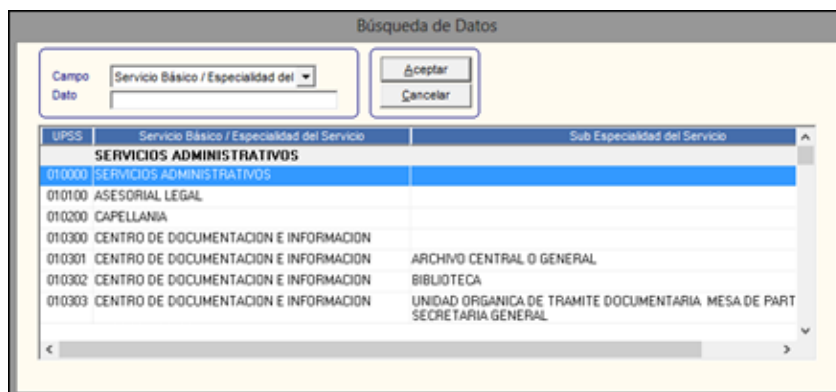 Búsqueda de Datos
Campo Servicio Básico / Especialidad del
Aceptar
Dato
Cancelar
UPSS Servicio Básico / Especialidad del Servicio Sub Especialidad del Servicio
SERVICIOS ADMINISTRATIVOS
010000 SERVICIOS ADMINISTRATIVOS
010100 ASESORIAL LEGAL
010200 CAPELLANIA
010300 CENTRO DE DOCUMENTACION E INFORMACION
010301 CENTRO DE DOCUMENTACION E INFORMACION ARCHIVO CENTRAL O GENERAL
010302 CENTRO DE DOCUMENTACION E INFORMACION BIBLIOTECA
010303 CENTRO DE DOCUMENTACION E INFORMACION UNIDAD ORGANICA DE TRAMITE DOCUMENTARIA MESA DE PART
SECRETARIA GENERAL